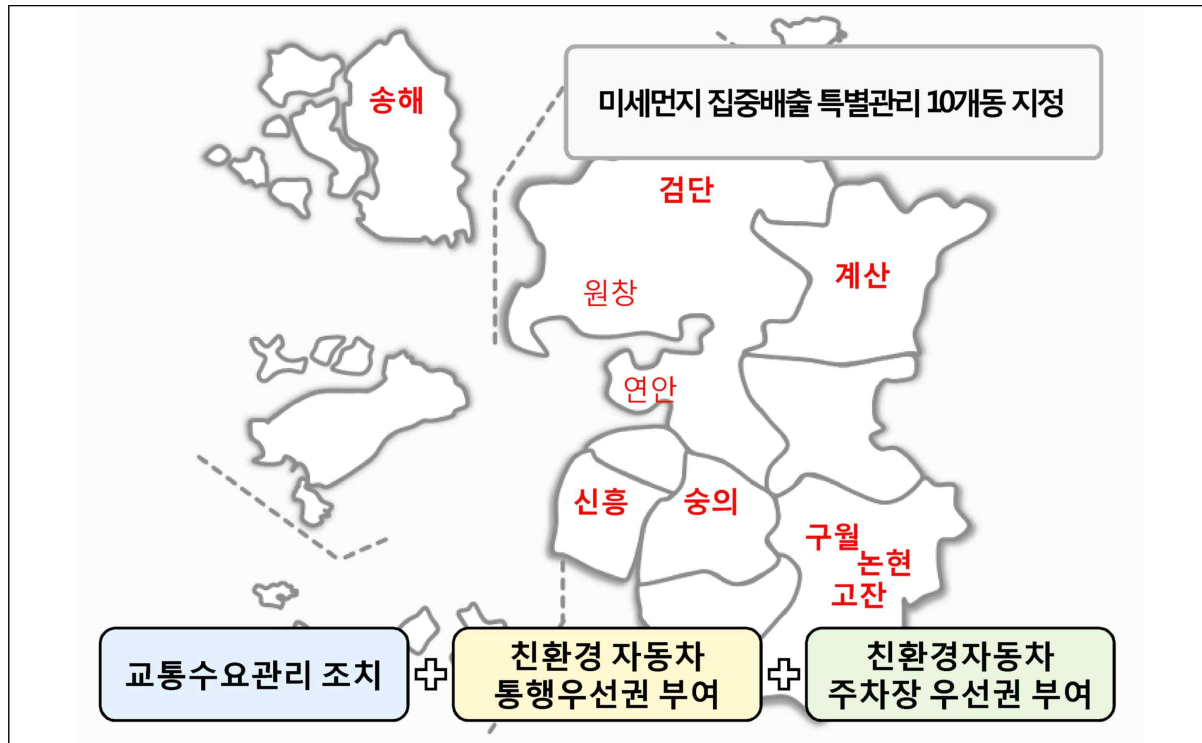 송해
미세먼지 집중배출 특별관리 10개동 지정
검단
계산
원창
연안
신흥
숭의
구월
논현
고잔
교통수요관리 조치
친환경 자동차
통행우선권 부여
친환경자동차
주차장 우선권 부여